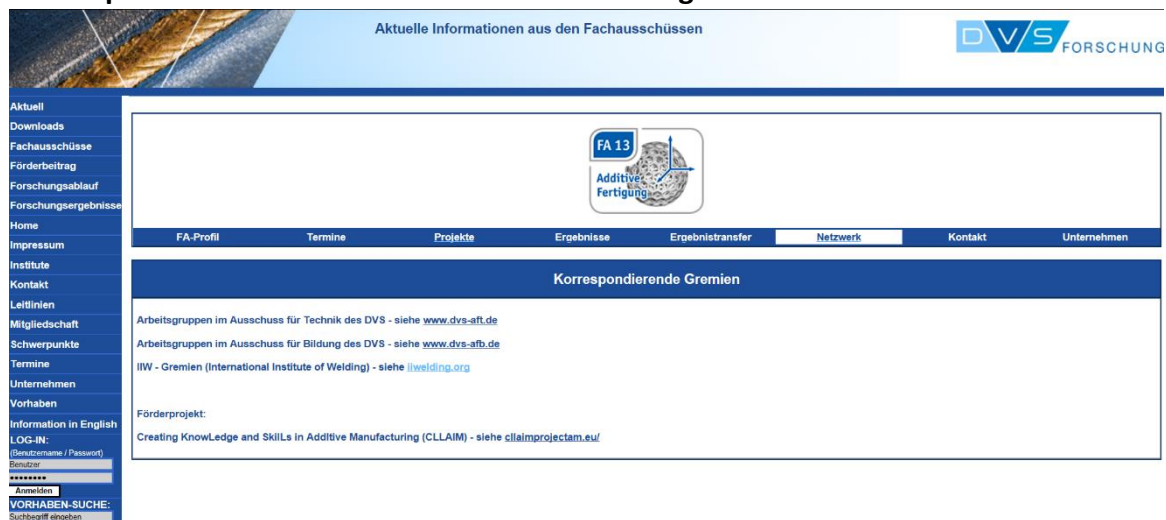 Aktuelle Informationen aus den Fachausschüssen
DVS FORSCHUNG
Aktuell
Downloads
Fachausschüsse
Förderbeitrag
Forschungsablauf
Forschungsergebnisse
Home
Impressum
Institute
Kontakt
Leitlinien
Mitgliedschaft
Schwerpunkte
Termine
Unternehmen
Vorhaben
Information in English
LOG-IN:
(Benutzername / Passwort)
Benutzer
••••••••
Anmelden
VORHABEN-SUCHE:
Suchbegriff eingeben
FA 13
Additive
Fertigung
FA-Profil Termine Projekte Ergebnisse Ergebnistransfer Netzwerk Kontakt Unternehmen
Korrespondierende Gremien
Arbeitsgruppen im Ausschuss für Technik des DVS - siehe www.dvs-aft.de
Arbeitsgruppen im Ausschuss für Bildung des DVS - siehe www.dvs-afb.de
IIW - Gremien (International Institute of Welding) - siehe iiwelding.org
Förderprojekt:
Creating KnowLedge and SkilLs in AddItive Manufacturing (CLLAIM) - siehe cllaimprojectam.eu/